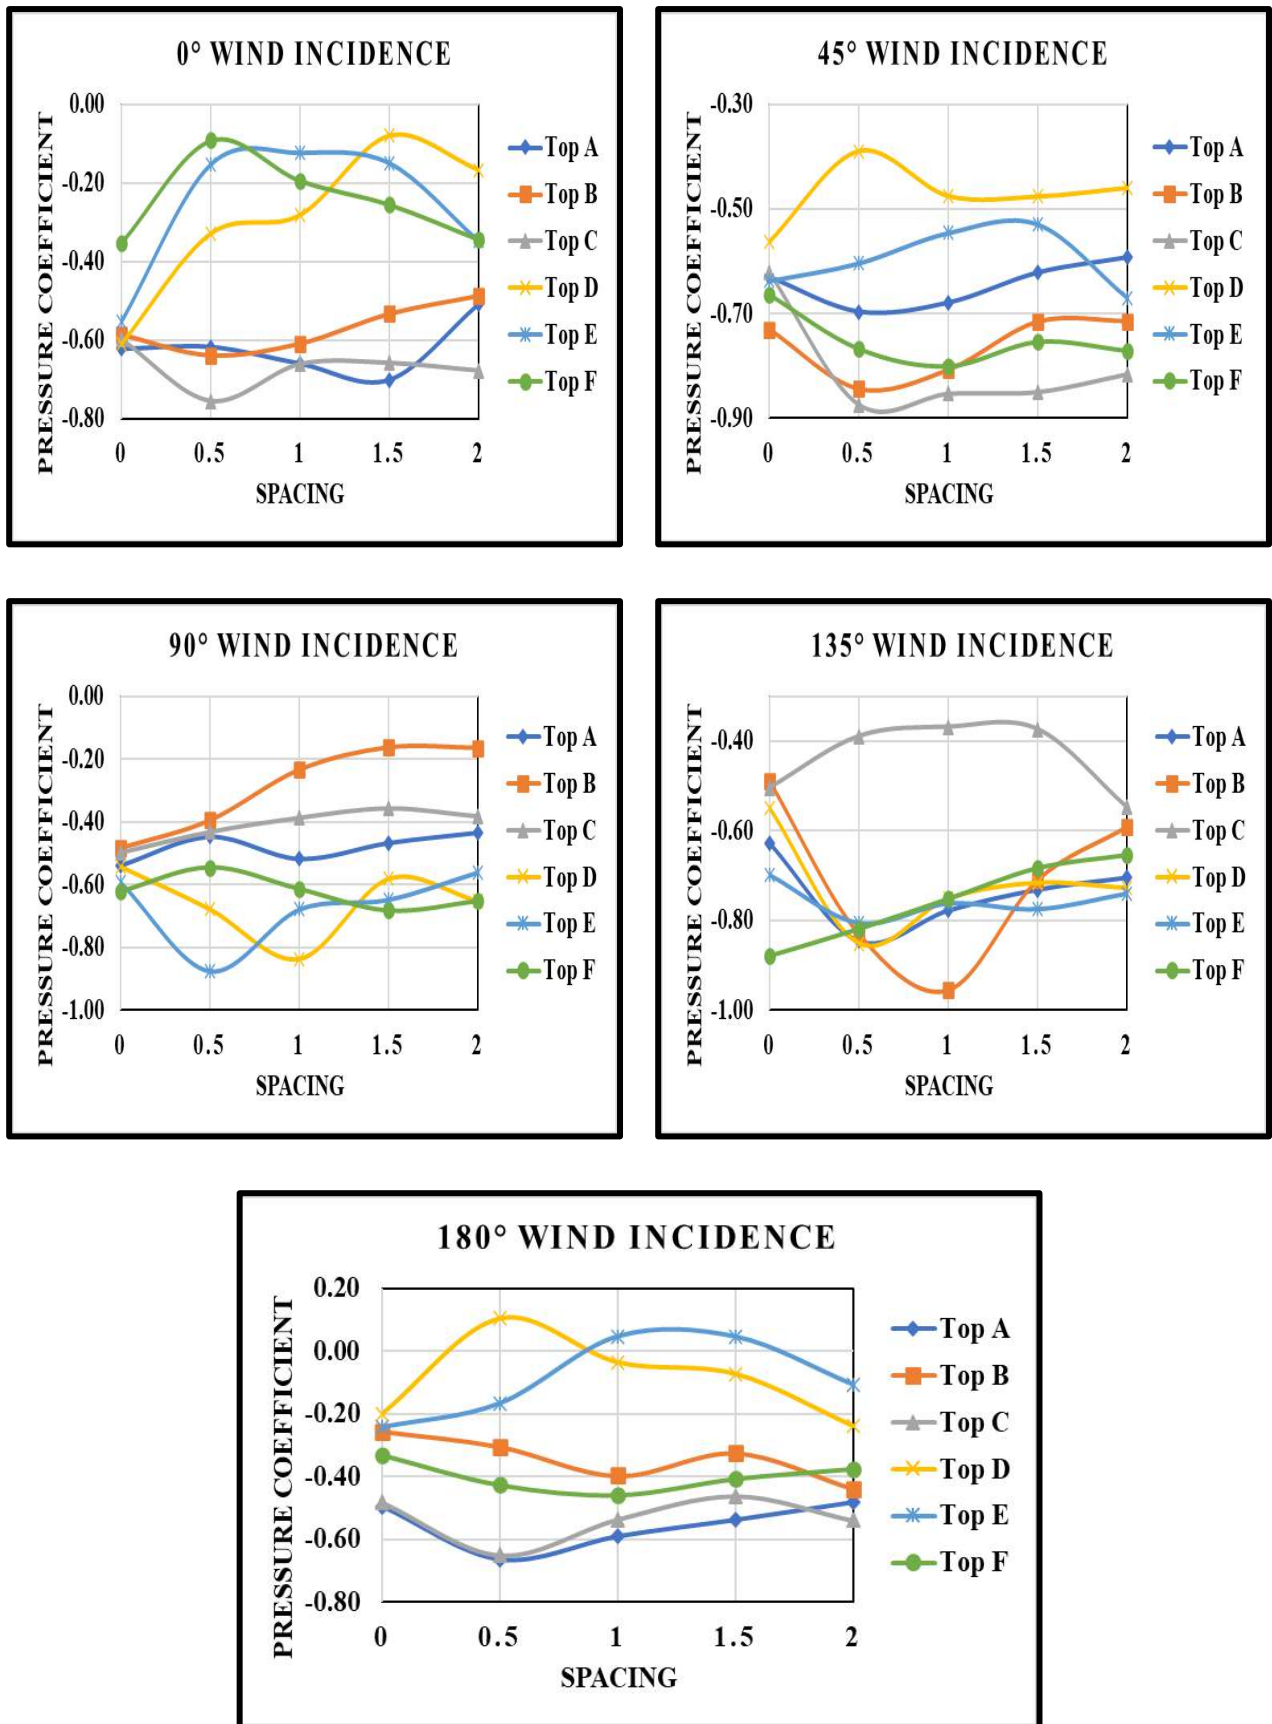 0° WIND INCIDENCE
PRESSURE COEFFICIENT
0.00
-0.20
-0.40
-0.60
-0.80
0 0.5 1 1.5 2
SPACING
Top A
Top B
Top C
Top D
Top E
Top F
45° WIND INCIDENCE
PRESSURE COEFFICIENT
-0.30
-0.50
-0.70
-0.90
0 0.5 1 1.5 2
SPACING
Top A
Top B
Top C
Top D
Top E
Top F
90° WIND INCIDENCE
PRESSURE COEFFICIENT
0.00
-0.20
-0.40
-0.60
-0.80
-1.00
0 0.5 1 1.5 2
SPACING
Top A
Top B
Top C
Top D
Top E
Top F
135° WIND INCIDENCE
PRESSURE COEFFICIENT
-0.40
-0.60
-0.80
-1.00
0 0.5 1 1.5 2
SPACING
Top A
Top B
Top C
Top D
Top E
Top F
180° WIND INCIDENCE
PRESSURE COEFFICIENT
0.20
0.00
-0.20
-0.40
-0.60
-0.80
0 0.5 1 1.5 2
SPACING
Top A
Top B
Top C
Top D
Top E
Top F